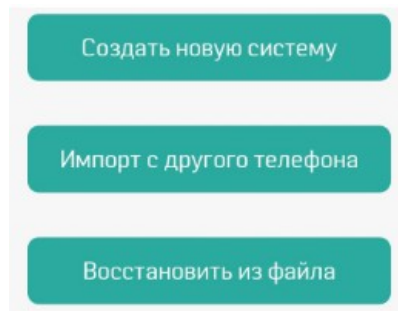 Создать новую систему
Импорт с другого телефона
Восстановить из файла